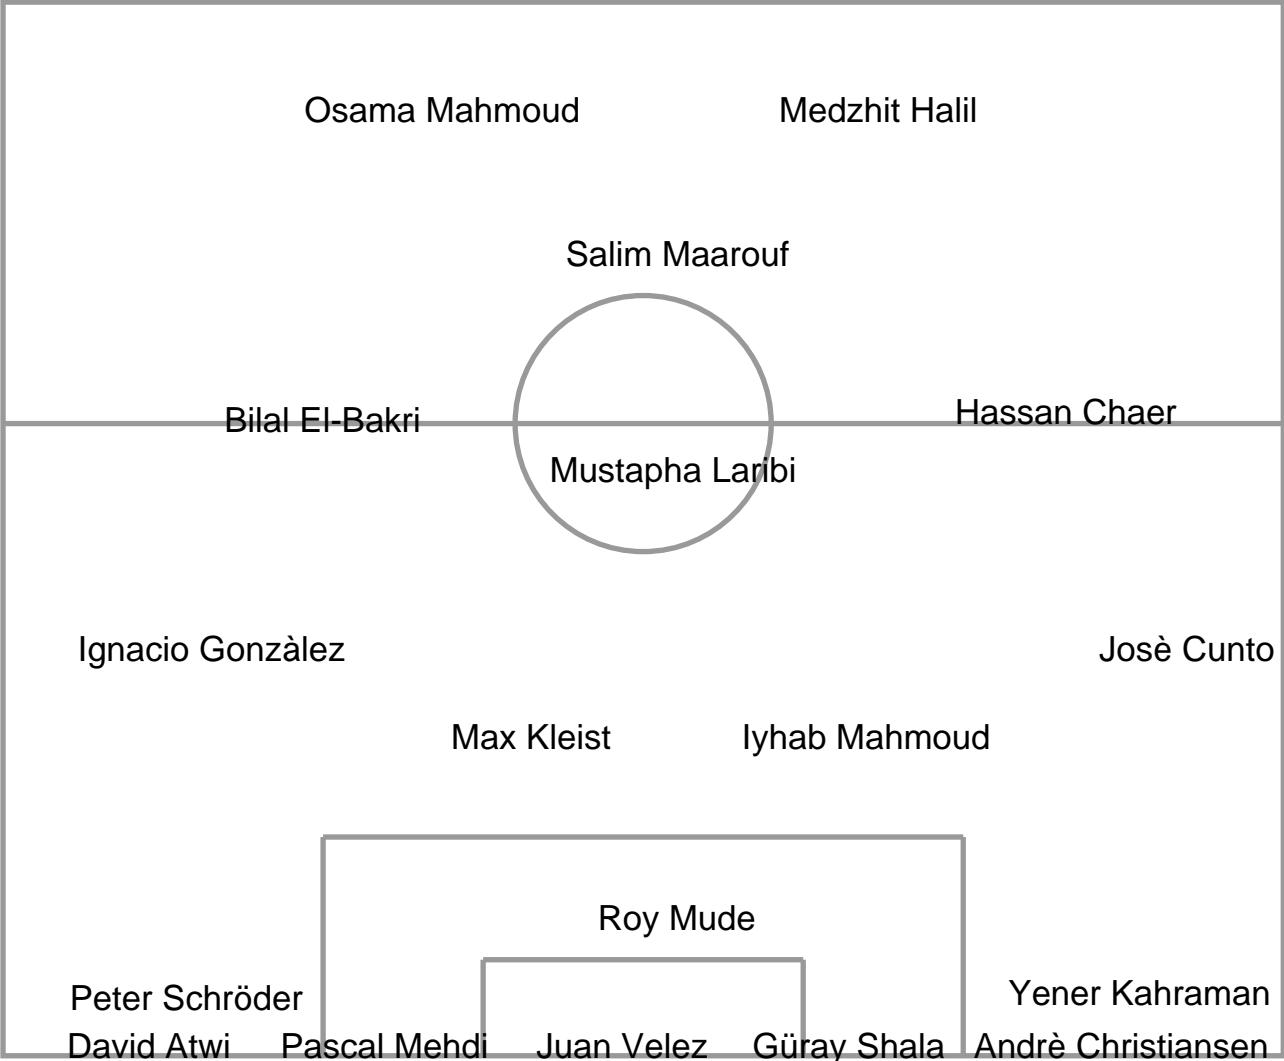 Osama Mahmoud Medzhit Halil
Salim Maarouf
Bilal El-Bakri Hassan Chaer
Mustapha Laribi
Ignacio Gonzàlez Josè Cunto
Max Kleist Iyhab Mahmoud
Roy Mude
Peter Schröder Yener Kahraman
David Atwi Pascal Mehdi Juan Velez Güray Shala Andrè Christiansen